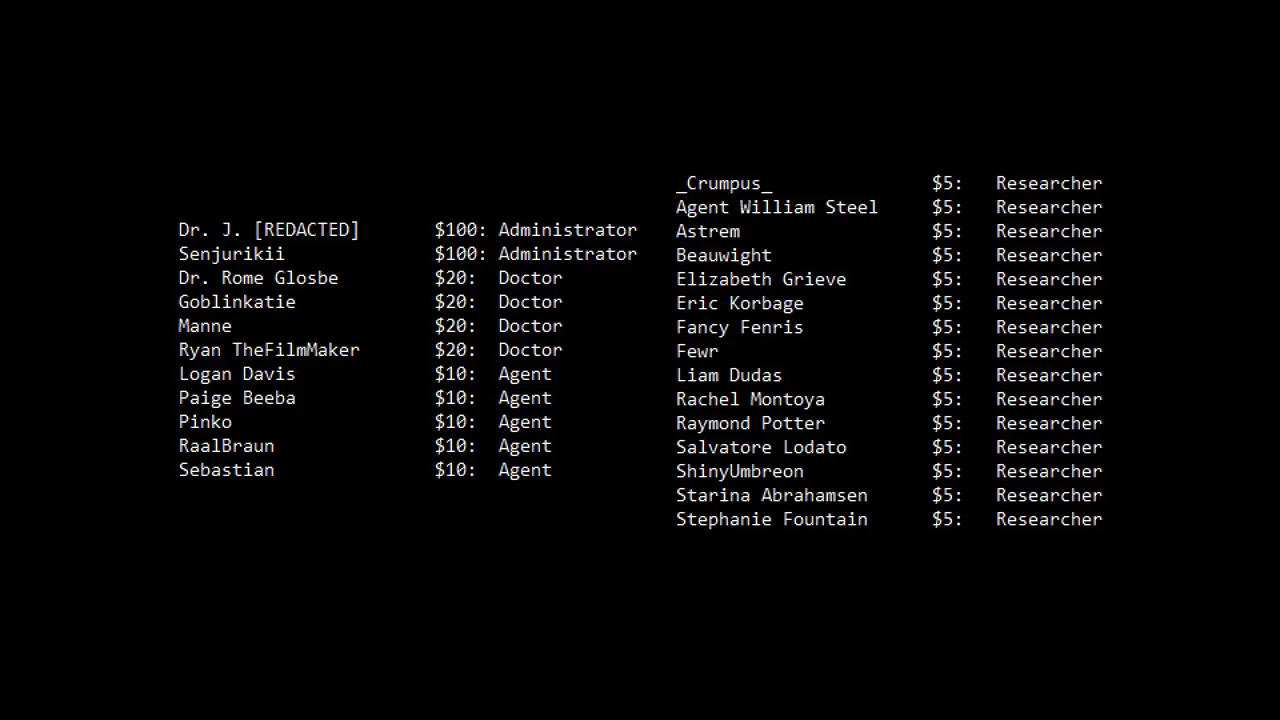 Dr. J. [REDACTED] $100: Administrator
Senjurikii $100: Administrator
Dr. Rome Glosbe $20: Doctor
Goblinkatie $20: Doctor
Manne $20: Doctor
Ryan TheFilmMaker $20: Doctor
Logan Davis $10: Agent
Paige Beeba $10: Agent
Pinko $10: Agent
RaalBraun $10: Agent
Sebastian $10: Agent
_Crumpus_ $5: Researcher
Agent William Steel $5: Researcher
Astrem $5: Researcher
Beauwight $5: Researcher
Elizabeth Grieve $5: Researcher
Eric Korbage $5: Researcher
Fancy Fenris $5: Researcher
Fewr $5: Researcher
Liam Dudas $5: Researcher
Rachel Montoya $5: Researcher
Raymond Potter $5: Researcher
Salvatore Lodato $5: Researcher
ShinyUmbreon $5: Researcher
Starina Abrahamsen $5: Researcher
Stephanie Fountain $5: Researcher